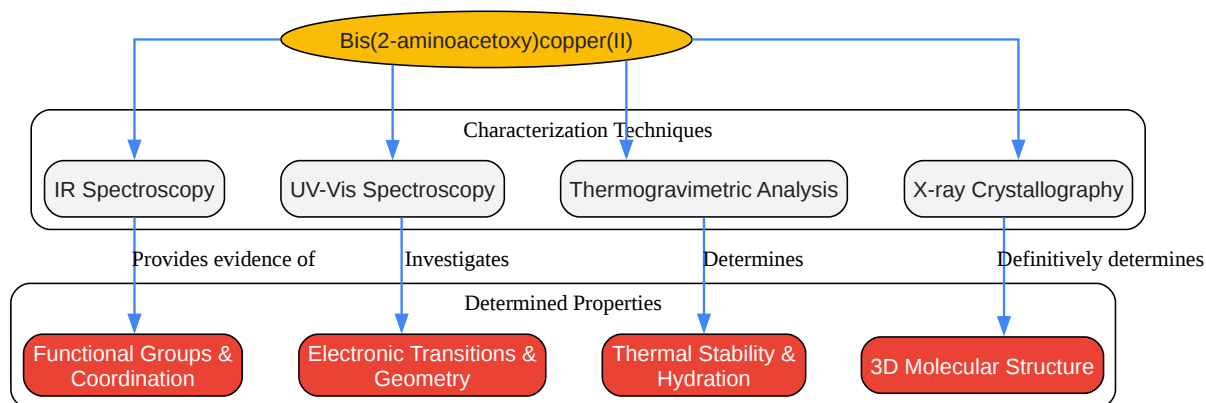 Bis(2-aminoacetoxy)copper(II)
Characterization Techniques
IR Spectroscopy
UV-Vis Spectroscopy
Thermogravimetric Analysis
X-ray Crystallography
Provides evidence of
Investigates
Determines
Definitively determines
Determined Properties
Functional Groups &
Coordination
Electronic Transitions &
Geometry
Thermal Stability &
Hydration
3D Molecular Structure